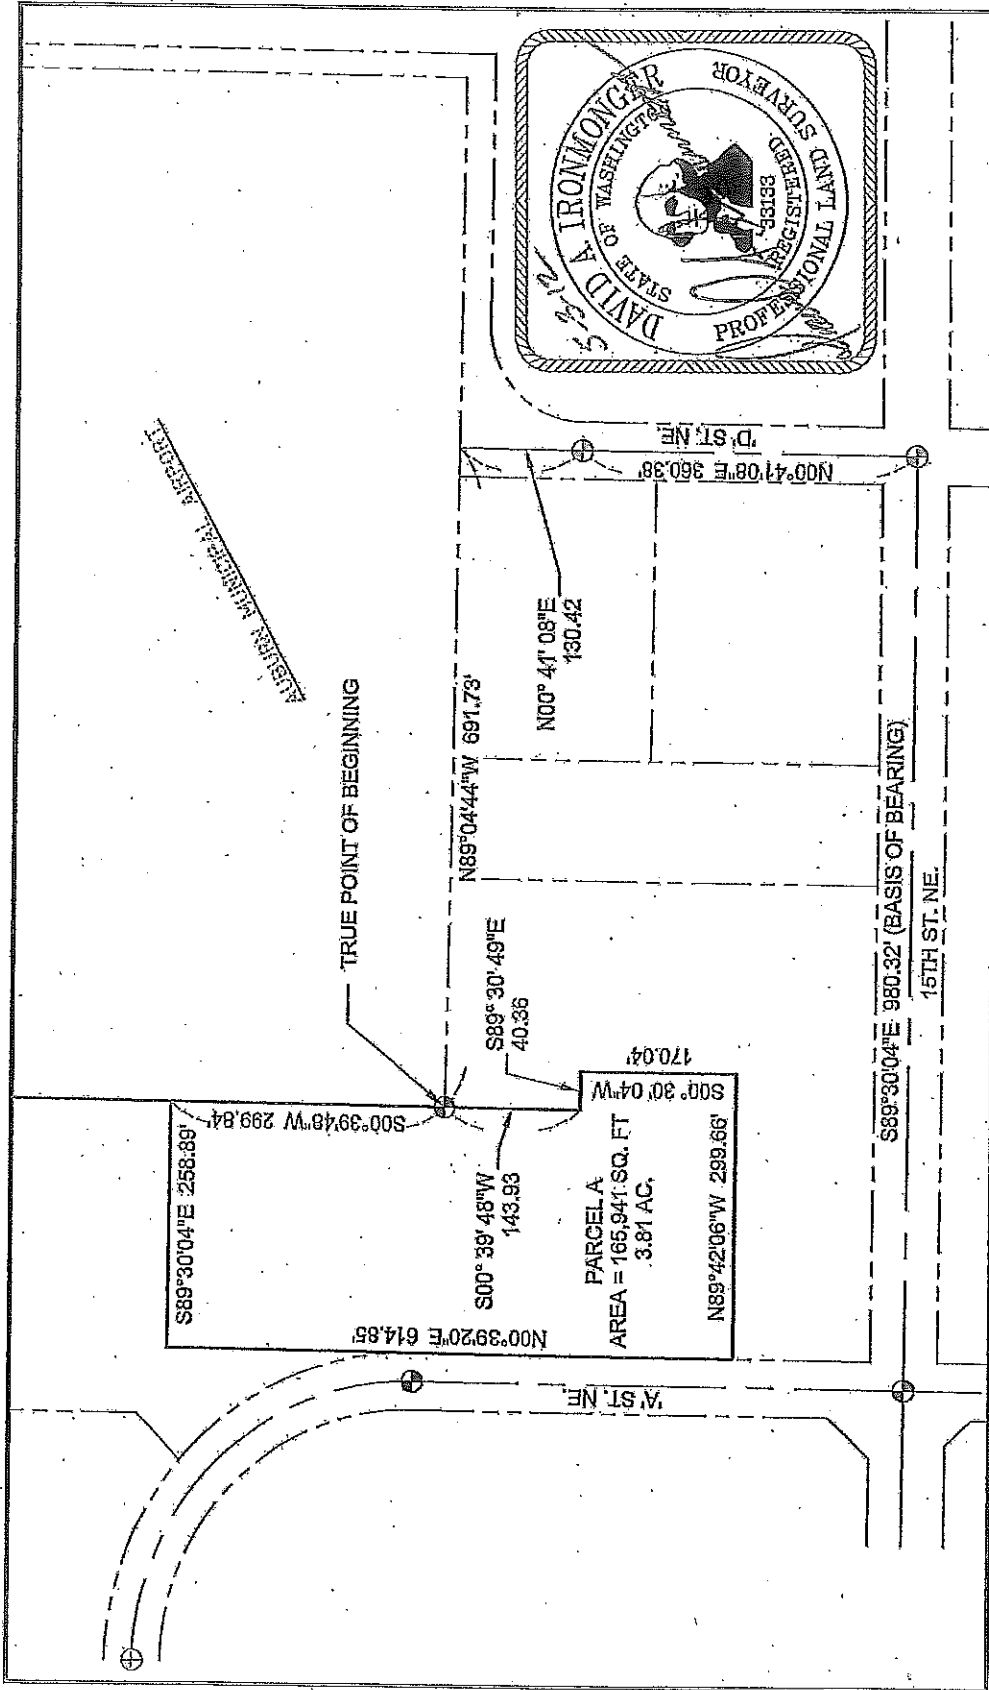 AUBURN MUNICIPAL AIRPORT
TRUE POINT OF BEGINNING
S89°30'04"E 258.89'
S00°39'48"W 299.84'
N00°39'20"E 614.85'
S00° 39' 48"W
143.93
S89° 30' 49"E
40.36
PARCEL A
AREA = 165,941 SQ. FT
3.81 AC.
S00° 30' 04"W
170.04'
N89°42'06"W 299.66'
N89°04'44"W 691.73'
N00° 41' 08"E
130.42
N00°41'08"E 360.38'
'D' ST. NE.
'A' ST. NE.
S89°30'04"E 980.32' (BASIS OF BEARING)
15TH ST. NE.
5-3-12
DAVID A. IRONMONGER
STATE OF WASHINGTON
33133
REGISTERED
PROFESSIONAL LAND SURVEYOR